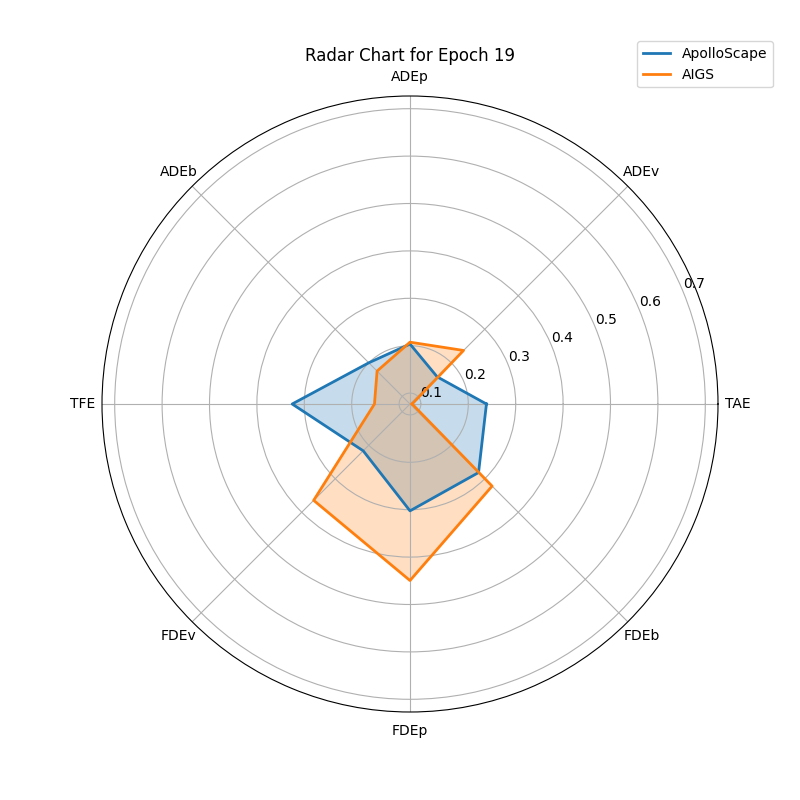 Radar Chart for Epoch 19
ApolloScape
AIGS
ADEp
ADEb
ADEv
0.7
0.6
0.5
0.4
0.3
0.2
0.1
TFE
TAE
FDEv
FDEb
FDEp